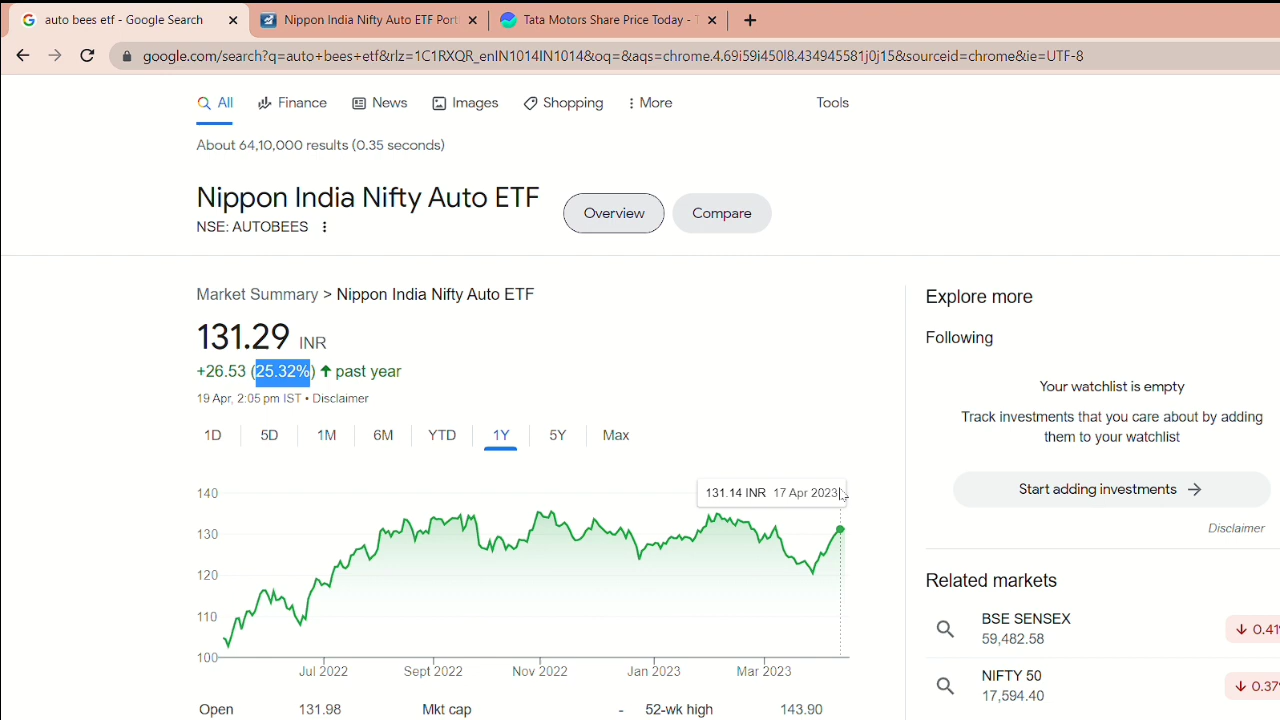 auto bees etf - Google Search
Nippon India Nifty Auto ETF Port
Tata Motors Share Price Today -
google.com/search?q=auto+bees+etf&rlz=1C1RXQR_enIN1014IN1014&oq=&aqs=chrome.4.69i59i450l8.434945581j0j15&sourceid=chrome&ie=UTF-8
All Finance News Images Shopping More Tools
About 64,10,000 results (0.35 seconds)
Nippon India Nifty Auto ETF
NSE: AUTOBEES
Overview Compare
Market Summary > Nippon India Nifty Auto ETF
131.29 INR
+26.53 (25.32%) ↑ past year
19 Apr, 2:05 pm IST • Disclaimer
1D 5D 1M 6M YTD 1Y 5Y Max
131.14 INR 17 Apr 2023
140
130
120
110
100
Jul 2022 Sept 2022 Nov 2022 Jan 2023 Mar 2023
Open 131.98 Mkt cap - 52-wk high 143.90
Explore more
Following
Your watchlist is empty
Track investments that you care about by adding
them to your watchlist
Start adding investments →
Disclaimer
Related markets
BSE SENSEX
59,482.58
↓ 0.41
NIFTY 50
17,594.40
↓ 0.37